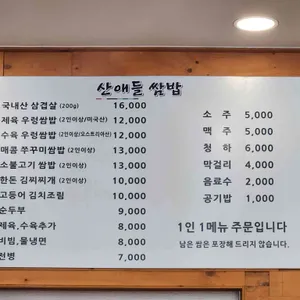 산애들 쌈밥
국내산 삼겹살 (200g) 16,000
제육 우렁쌈밥 (2인이상/미국산) 12,000
수육 우렁쌈밥 (2인이상/오스트리아산) 12,000
매콤 쭈꾸미쌈밥 (2인이상) 13,000
소불고기 쌈밥 (2인이상) 13,000
한돈 김찌찌개 (2인이상) 10,000
고등어 김치조림 10,000
순두부 9,000
제육,수육추가 8,000
비빔,물냉면 8,000
전병 7,000
소 주 5,000
맥 주 5,000
청 하 6,000
막걸리 4,000
음료수 2,000
공기밥 1,000
1인 1메뉴 주문입니다
남은 쌈은 포장해 드리지 않습니다.